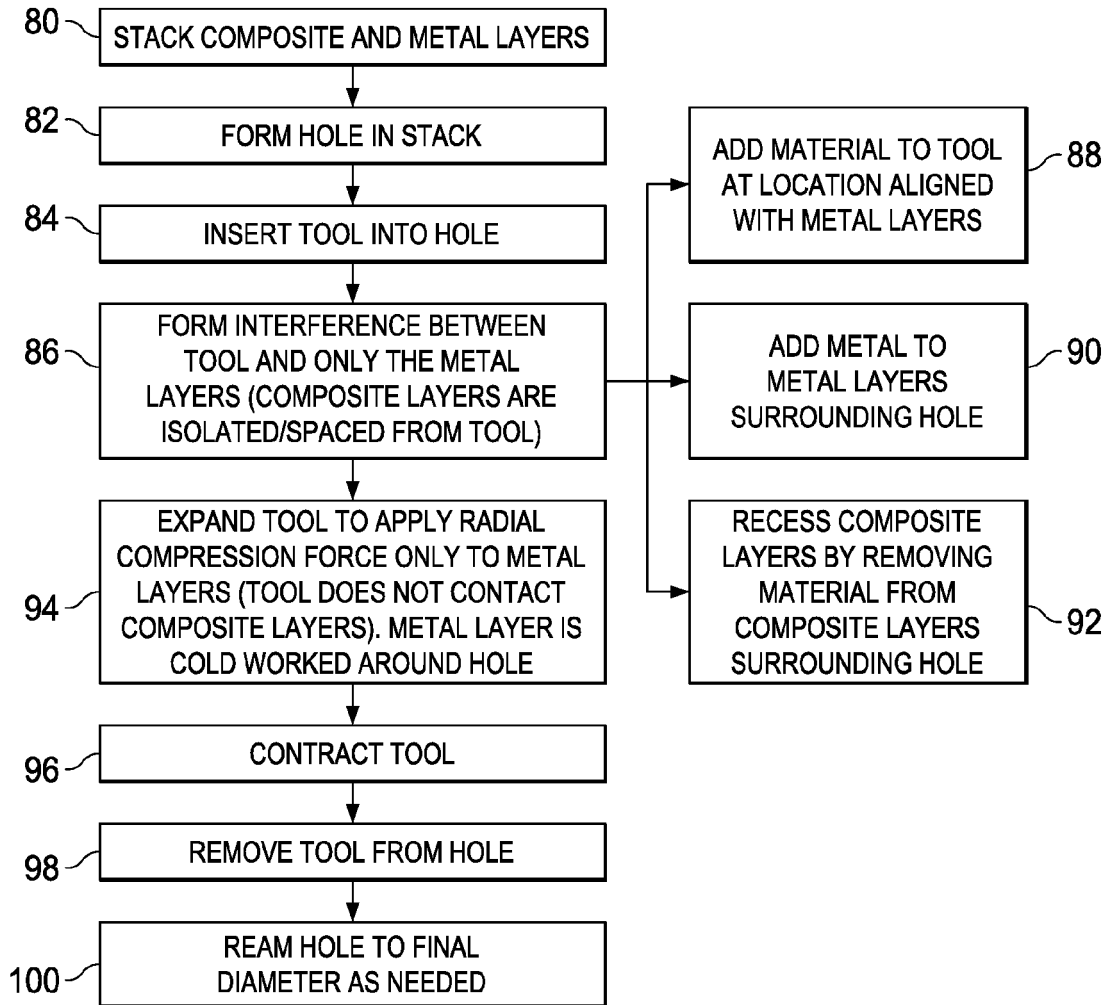 80
STACK COMPOSITE AND METAL LAYERS
82
FORM HOLE IN STACK
84
INSERT TOOL INTO HOLE
86
FORM INTERFERENCE BETWEEN
TOOL AND ONLY THE METAL
LAYERS (COMPOSITE LAYERS ARE
ISOLATED/SPACED FROM TOOL)
ADD MATERIAL TO TOOL
AT LOCATION ALIGNED
WITH METAL LAYERS
88
ADD METAL TO
METAL LAYERS
SURROUNDING HOLE
90
RECESS COMPOSITE
LAYERS BY REMOVING
MATERIAL FROM
COMPOSITE LAYERS
SURROUNDING HOLE
92
94
EXPAND TOOL TO APPLY RADIAL
COMPRESSION FORCE ONLY TO METAL
LAYERS (TOOL DOES NOT CONTACT
COMPOSITE LAYERS). METAL LAYER IS
COLD WORKED AROUND HOLE
96
CONTRACT TOOL
98
REMOVE TOOL FROM HOLE
100
REAM HOLE TO FINAL
DIAMETER AS NEEDED